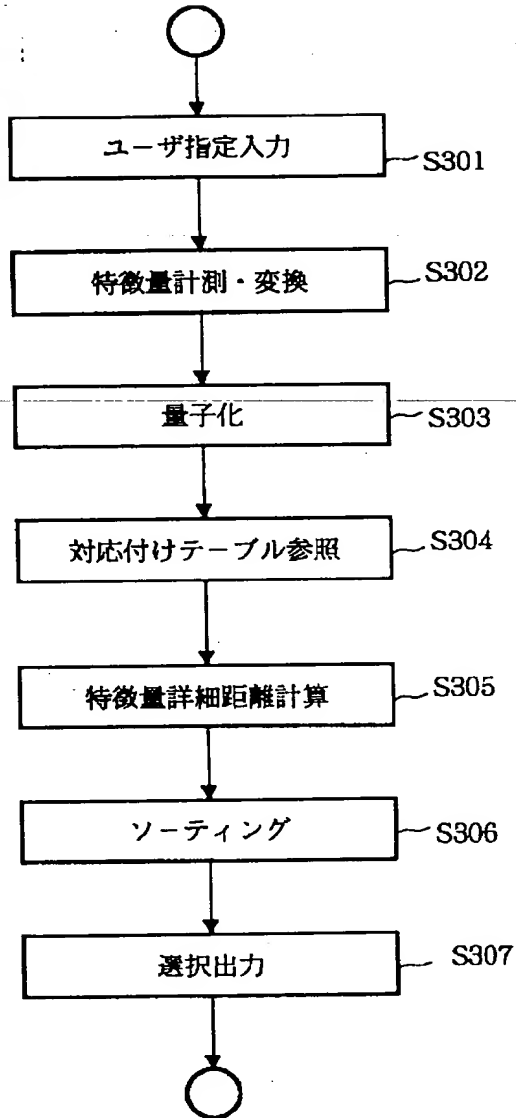 ユーザ指定入力
S301
特徴量計測・変換
S302
量子化
S303
対応付けテーブル参照
S304
特徴量詳細距離計算
S305
ソーティング
S306
選択出力
S307